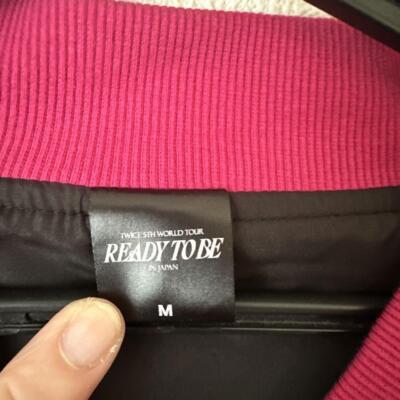 TWICE 5TH WORLD TOUR
READY TO BE
IN JAPAN
M